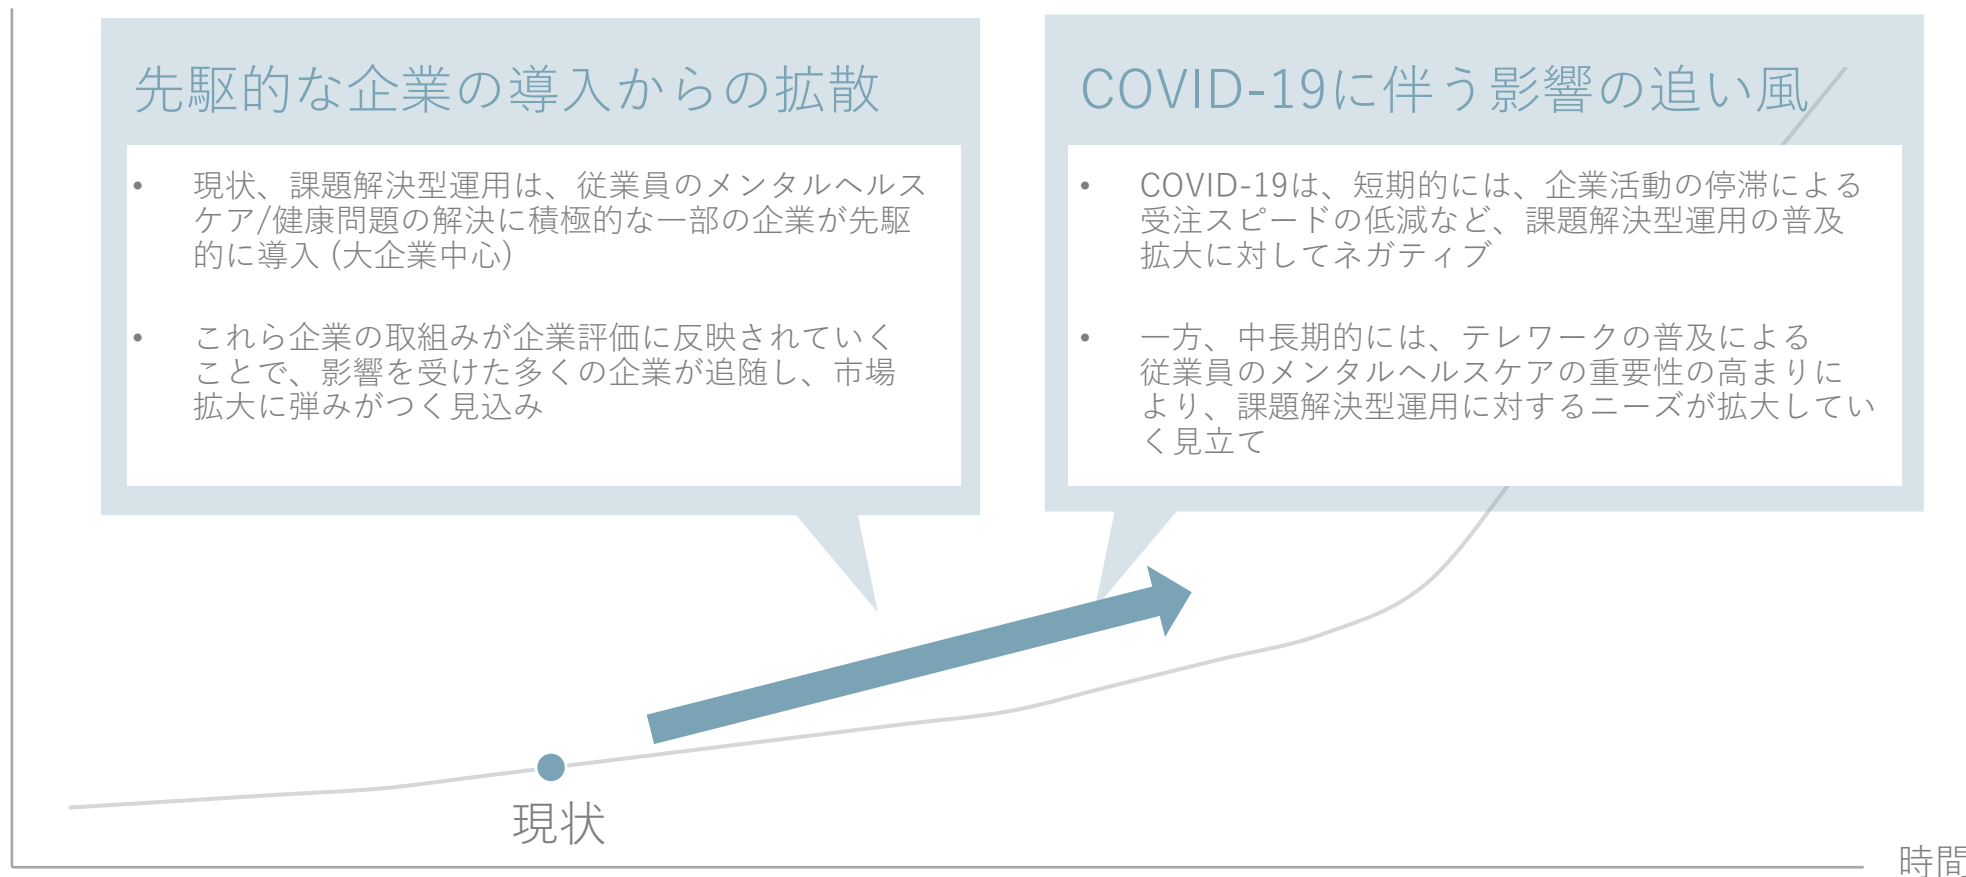 先駆的な企業の導入からの拡散
• 現状、課題解決型運用は、従業員のメンタルヘルス
ケア/健康問題の解決に積極的な一部の企業が先駆
的に導入 (大企業中心)
• これら企業の取組みが企業評価に反映されていく
ことで、影響を受けた多くの企業が追随し、市場
拡大に弾みがつく見込み
COVID-19に伴う影響の追い風
• COVID-19は、短期的には、企業活動の停滞による
受注スピードの低減など、課題解決型運用の普及
拡大に対してネガティブ
• 一方、中長期的には、テレワークの普及による
従業員のメンタルヘルスケアの重要性の高まりに
より、課題解決型運用に対するニーズが拡大してい
く見立て
現状
時間